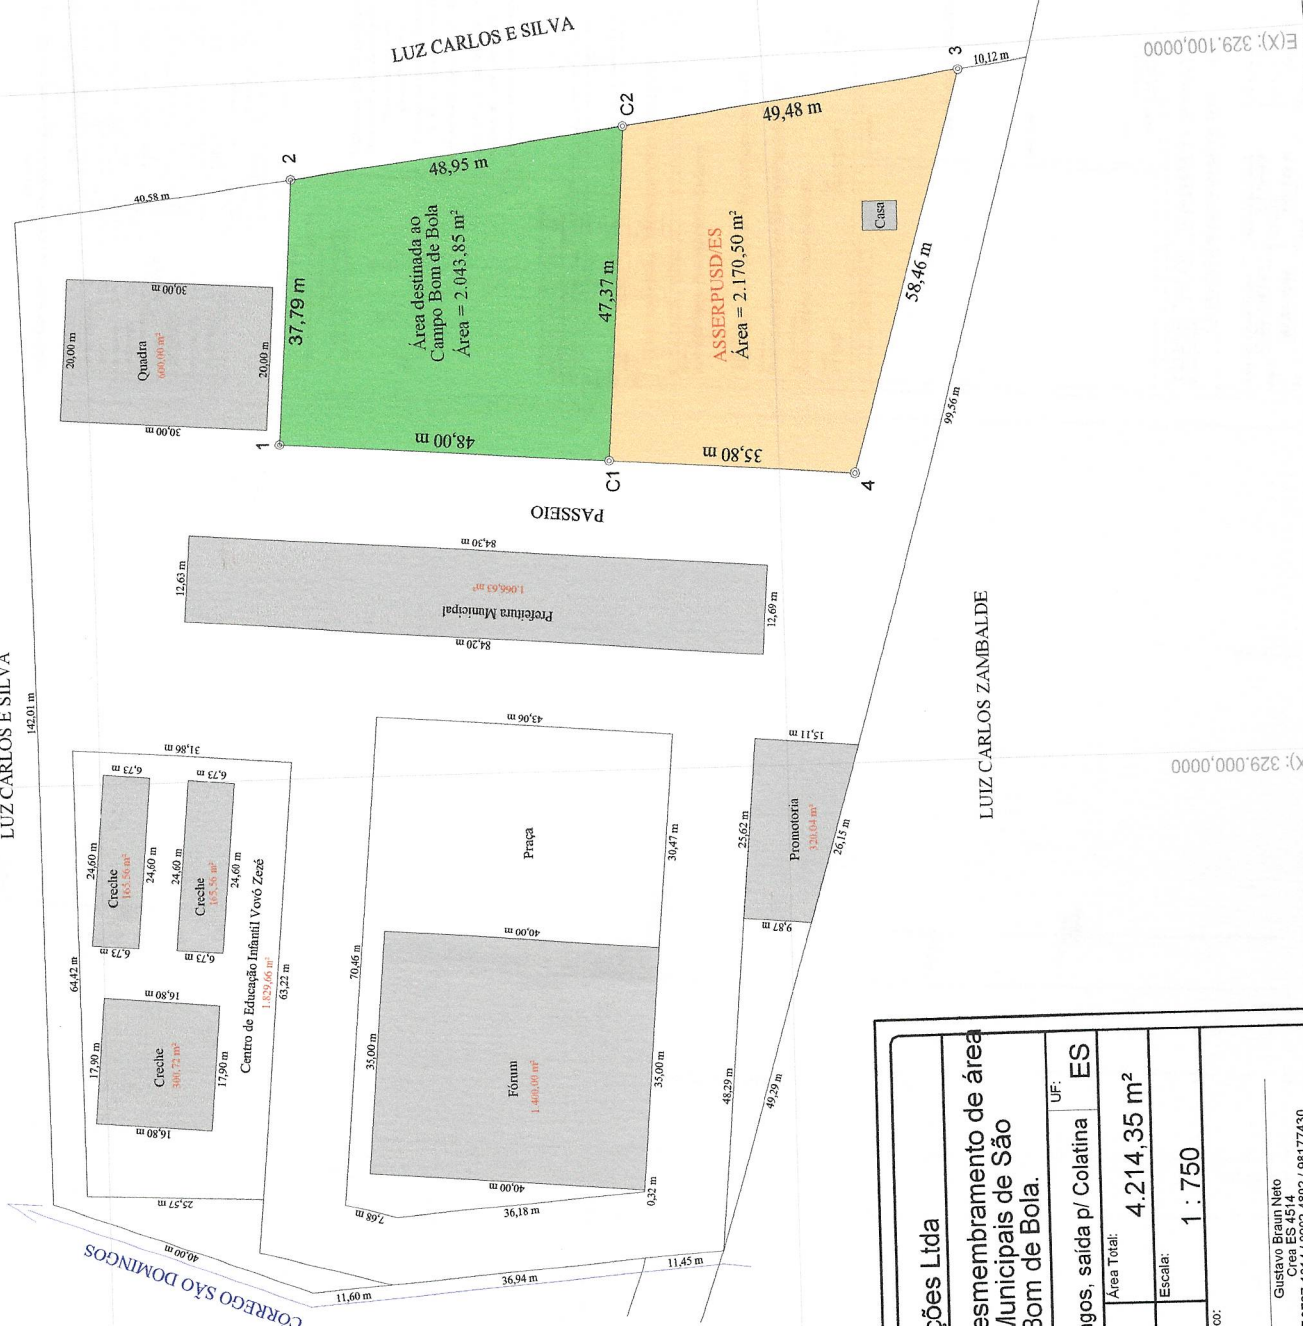 LUZ CARLOS E SILVA
E(X): 329.100,0000
3
10,12 m
C2
49,48 m
2
48,95 m
40,58 m
30,00 m
20,00 m
Quadra
600,00 m²
20,00 m
30,00 m
37,79 m
Área destinada ao
Campo Bom de Bola
Área = 2.043,85 m²
47,37 m
ASSERPUSD/ES
Área = 2.170,50 m²
Casa
58,46 m
1
48,00 m
C1
35,80 m
4
99,56 m
PASSEIO
84,30 m
12,63 m
1.066,63 m²
Prefeitura Municipal
12,69 m
84,20 m
LUZ CARLOS E SILVA
142,01 m
LUIZ CARLOS ZAMBALDE
X): 329.000,0000
31,86 m
6,73 m
6,73 m
24,60 m
Creche
165,56 m²
24,60 m
24,60 m
Creche
165,56 m²
24,60 m
6,73 m
6,73 m
Centro de Educação Infantil Vovó Zezé
1.829,66 m²
64,42 m
63,22 m
16,80 m
17,90 m
Creche
300,72 m²
17,90 m
16,80 m
25,57 m
43,06 m
Praça
70,46 m
30,47 m
40,00 m
35,00 m
Fórum
1.400,00 m²
35,00 m
40,00 m
7,68 m
36,18 m
0,32 m
15,11 m
25,62 m
Promotoria
320,04 m²
26,15 m
9,87 m
48,29 m
49,29 m
40,00 m
CORREGO SÃO DOMINGOS
11,60 m
36,94 m
11,45 m
ções Ltda
esmembramento de área
Municipais de São
Bom de Bola.
gos, saída p/ Colatina
UF:
ES
Área Total:
4.214,35 m²
Escala:
1 : 750
co:
Gustavo Braun Neto
Crea ES 4514